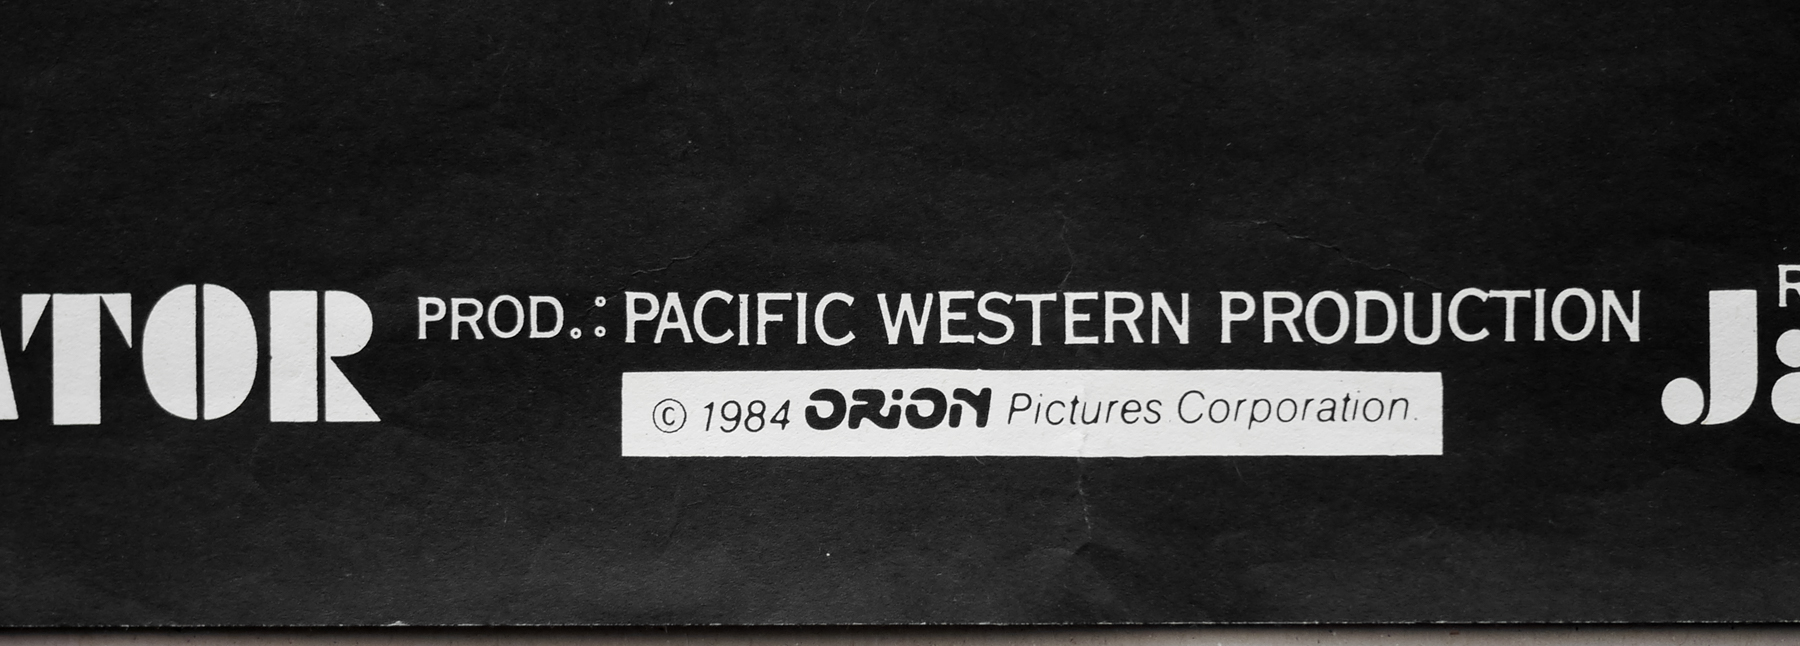 ATOR PROD.: PACIFIC WESTERN PRODUCTION J
© 1984 ORION Pictures Corporation.